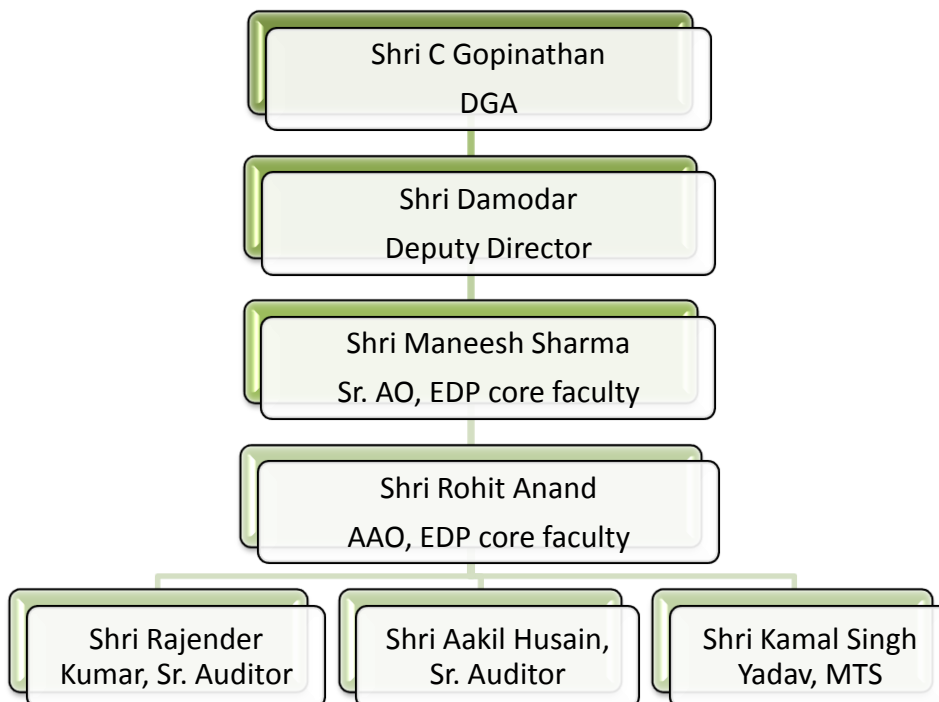 Shri C Gopinathan
DGA
Shri Damodar
Deputy Director
Shri Maneesh Sharma
Sr. AO, EDP core faculty
Shri Rohit Anand
AAO, EDP core faculty
Shri Rajender
Kumar, Sr. Auditor
Shri Aakil Husain,
Sr. Auditor
Shri Kamal Singh
Yadav, MTS